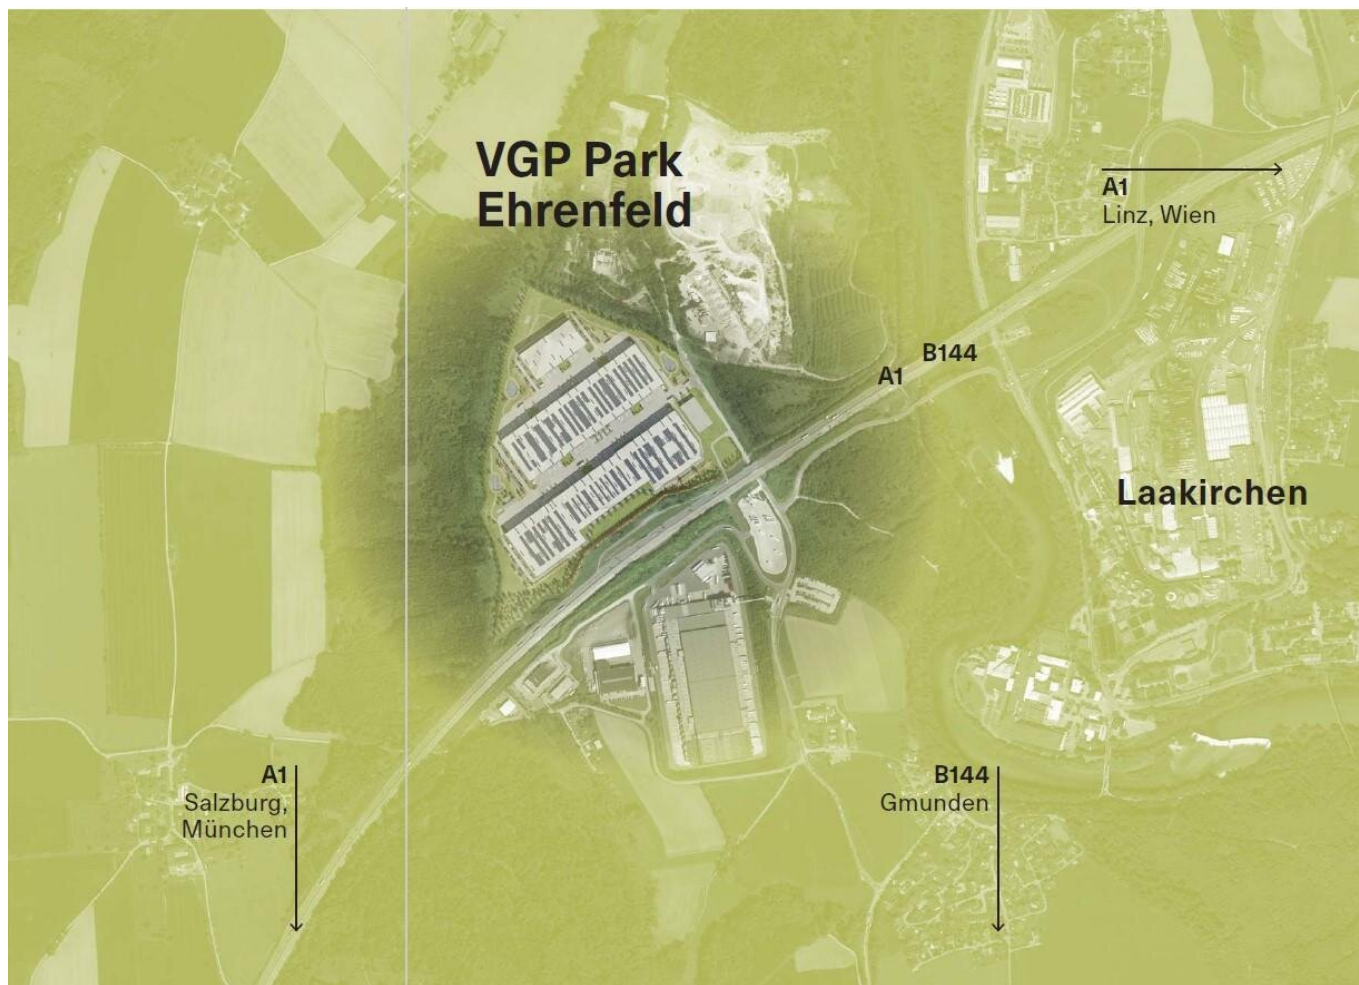 VGP Park
Ehrenfeld
A1
Linz, Wien
B144
A1
Laakirchen
A1
Salzburg,
München
B144
Gmunden